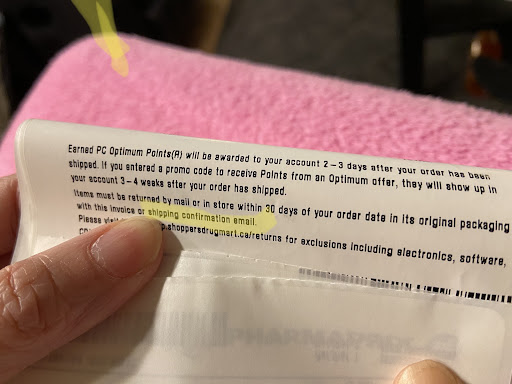 Earned PC Optimum Points(R) will be awarded to your account 2-3 days after your order has been
shipped. If you entered a promo code to receive Points from an Optimum offer, they will show up in
your account 3-4 weeks after your order has shipped.
Items must be returned by mail or in store within 30 days of your order date in its original packaging
with this invoice or shipping confirmation email.
Please visit shoppersdrugmart.ca/returns for exclusions including electronics, software,